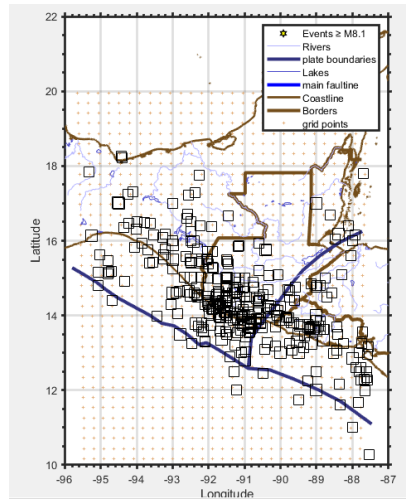 22
20
18
16
14
12
10
Latitude
-96 -95 -94 -93 -92 -91 -90 -89 -88 -87
Longitude
Events ≥ M8.1
Rivers
plate boundaries
Lakes
main faultline
Coastline
Borders
grid points